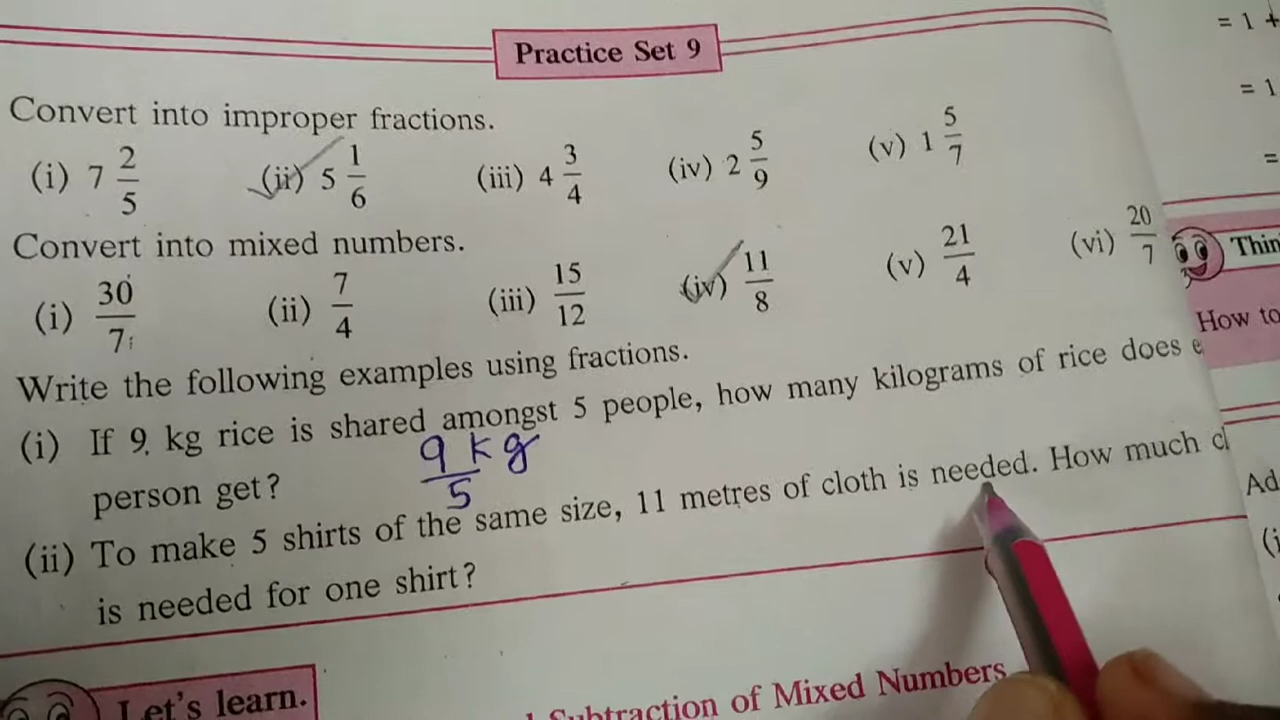 Practice Set 9
Convert into improper fractions.
(i) 7 2/5 (ii) 5 1/6 (iii) 4 3/4 (iv) 2 5/9 (v) 1 5/7
Convert into mixed numbers.
(i) 30/7 (ii) 7/4 (iii) 15/12 (iv) 11/8 (v) 21/4 (vi) 20/7
Write the following examples using fractions.
(i) If 9 kg rice is shared amongst 5 people, how many kilograms of rice does
person get?
9/5 kg
(ii) To make 5 shirts of the same size, 11 metres of cloth is needed. How much
is needed for one shirt?
Let's learn.
Subtraction of Mixed Numbers
= 1 +
= 1
=
How to